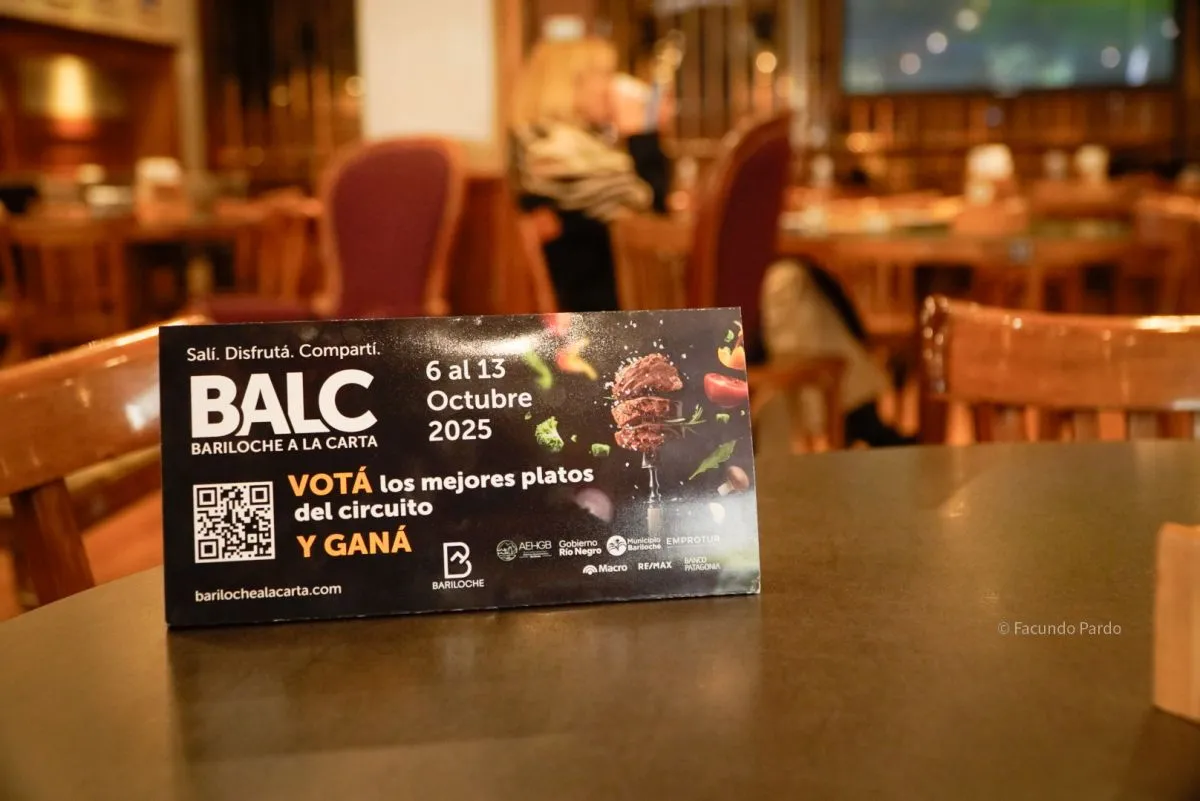 Salí. Disfrutá. Compartí.
BALC
BARILOCHE A LA CARTA
6 al 13
Octubre
2025
VOTÁ los mejores platos
del circuito
Y GANÁ
barilochealacarta.com
BARILOCHE
AEHGB
Gobierno
Río Negro
Municipio
Bariloche
EMPROTUR
Macro
RE/MAX
BANCO
PATAGONIA
© Facundo Pardo